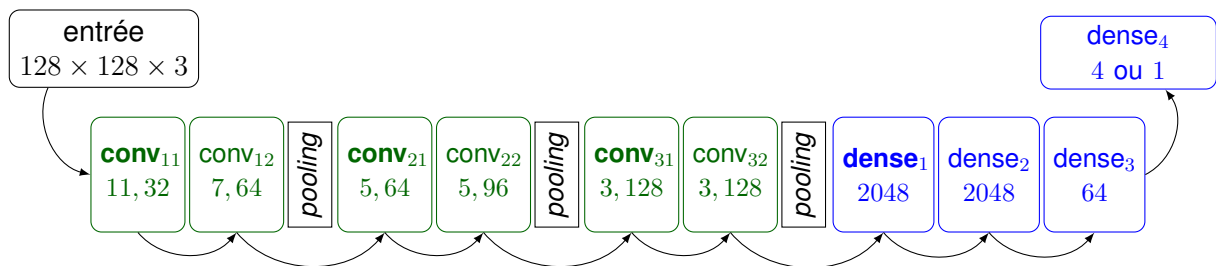 entrée
128 × 128 × 3
conv₁₁
11, 32
conv₁₂
7, 64
pooling
conv₂₁
5, 64
conv₂₂
5, 96
pooling
conv₃₁
3, 128
conv₃₂
3, 128
pooling
dense₁
2048
dense₂
2048
dense₃
64
dense₄
4 ou 1